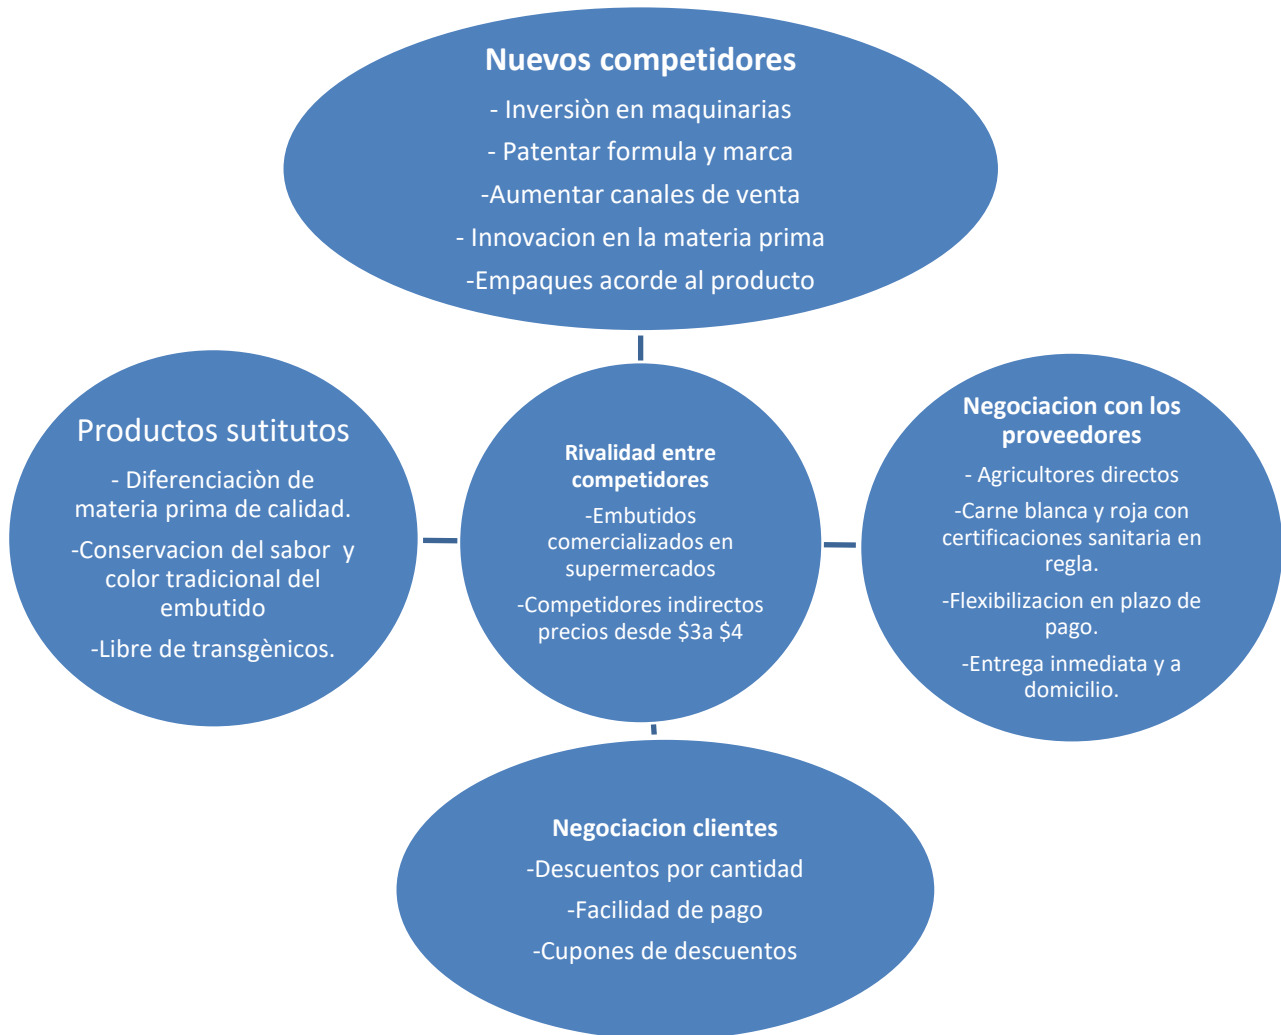 Nuevos competidores
- Inversiòn en maquinarias
- Patentar formula y marca
-Aumentar canales de venta
- Innovacion en la materia prima
-Empaques acorde al producto
Productos sutitutos
- Diferenciaciòn de
materia prima de calidad.
-Conservacion del sabor y
color tradicional del
embutido
-Libre de transgènicos.
Rivalidad entre
competidores
-Embutidos
comercializados en
supermercados
-Competidores indirectos
precios desde $3a $4
Negociacion con los
proveedores
- Agricultores directos
-Carne blanca y roja con
certificaciones sanitaria en
regla.
-Flexibilizacion en plazo de
pago.
-Entrega inmediata y a
domicilio.
Negociacion clientes
-Descuentos por cantidad
-Facilidad de pago
-Cupones de descuentos